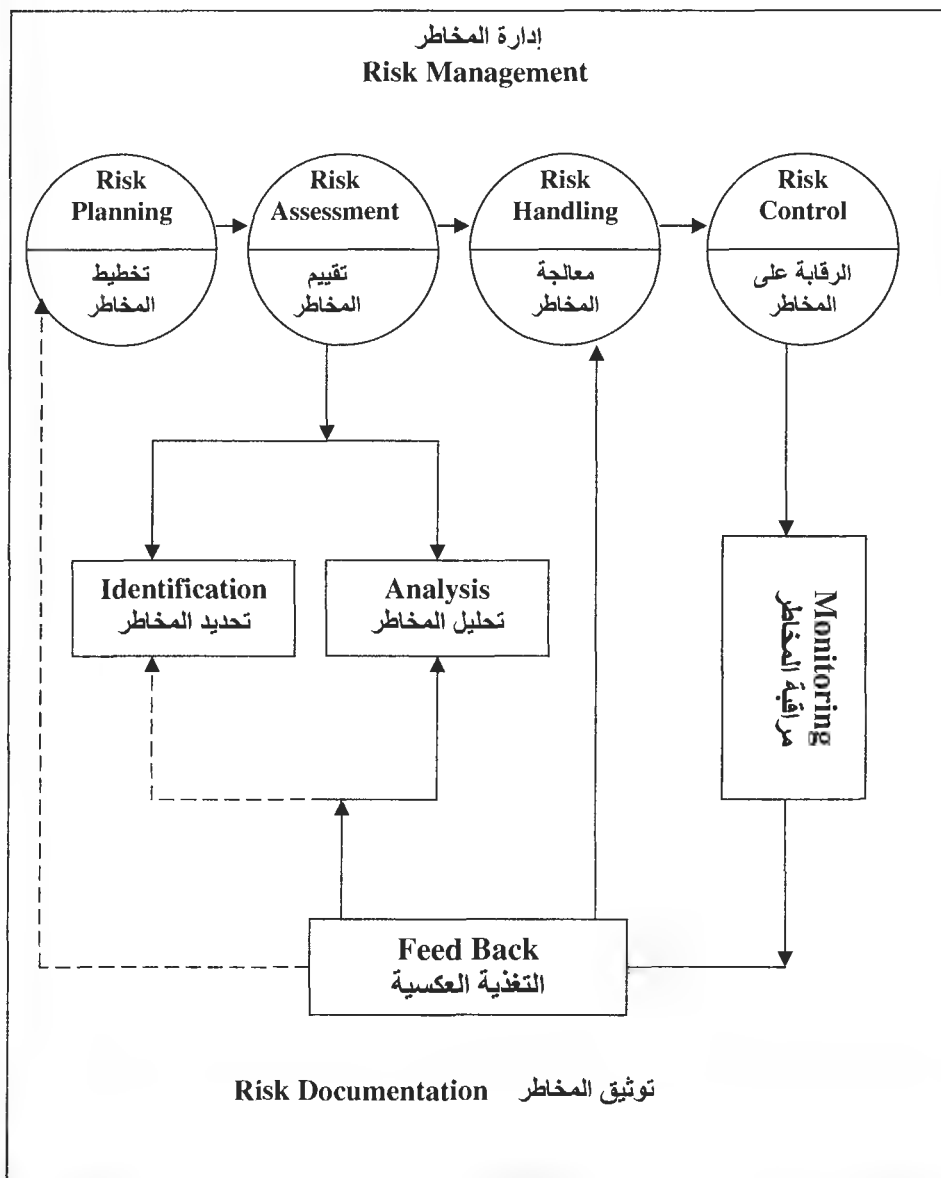 إدارة المخاطر
Risk Management
Risk
Planning
تخطيط
المخاطر
Risk
Assessment
تقييم
المخاطر
Risk
Handling
معالجة
المخاطر
Risk
Control
الرقابة على
المخاطر
Identification
تحديد المخاطر
Analysis
تحليل المخاطر
Monitoring
مراقبة المخاطر
Feed Back
التغذية العكسية
Risk Documentation توثيق المخاطر